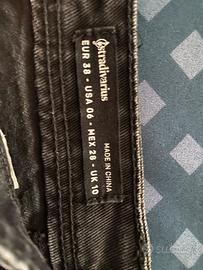 stradivarius
EUR 38 - USA 06 - MEX 28 - UK 10
MADE IN CHINA